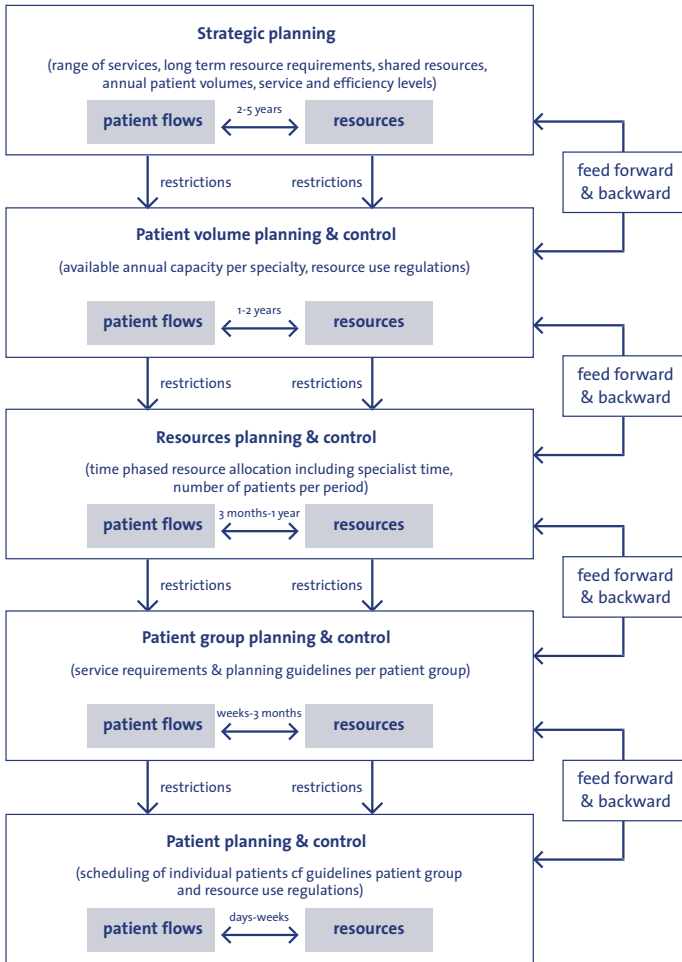 Strategic planning
(range of services, long term resource requirements, shared resources,
annual patient volumes, service and efficiency levels)
patient flows
2-5 years
resources
feed forward
& backward
restrictions
restrictions
Patient volume planning & control
(available annual capacity per specialty, resource use regulations)
patient flows
1-2 years
resources
feed forward
& backward
restrictions
restrictions
Resources planning & control
(time phased resource allocation including specialist time,
number of patients per period)
patient flows
3 months-1 year
resources
feed forward
& backward
restrictions
restrictions
Patient group planning & control
(service requirements & planning guidelines per patient group)
patient flows
weeks-3 months
resources
feed forward
& backward
restrictions
restrictions
Patient planning & control
(scheduling of individual patients cf guidelines patient group
and resource use regulations)
patient flows
days-weeks
resources